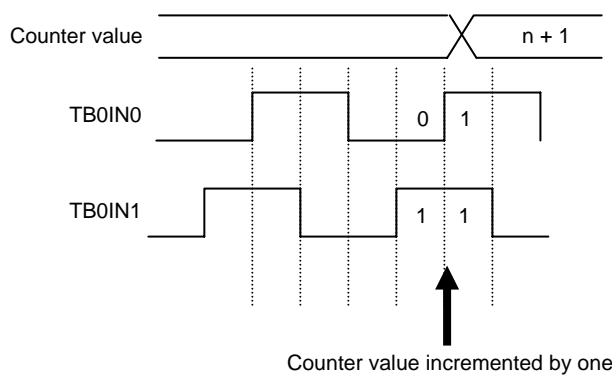 Counter value n + 1
TB0IN0 0 1
TB0IN1 1 1
Counter value incremented by one